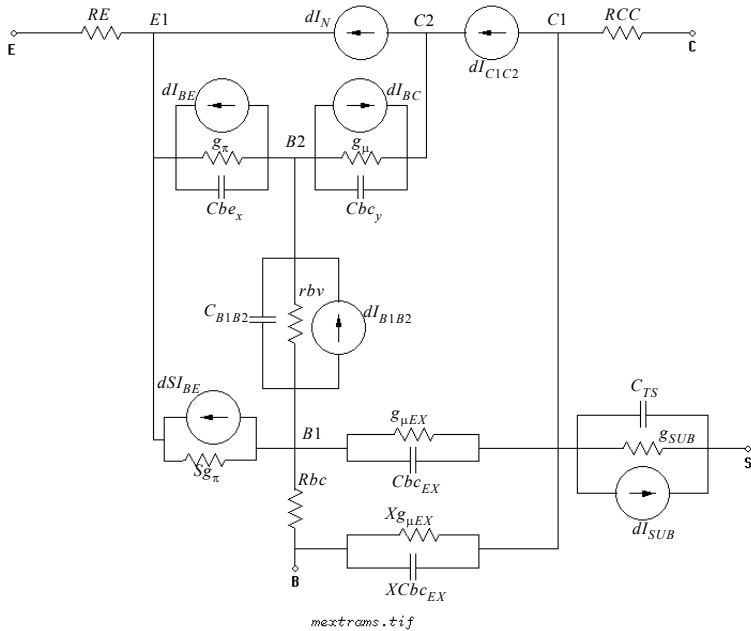 RE E1 dI_N C2 C1 RCC
E dI_C1C2 C
dI_BE dI_BC
g_π B2 g_μ
Cbe_x Cbc_y
rbv
C_B1B2 dI_B1B2
dSI_BE C_TS
g_μEX
B1 g_SUB
Sg_π Cbc_EX S
Rbc
Xg_μEX
dI_SUB
B XCbc_EX
mextrams.tif